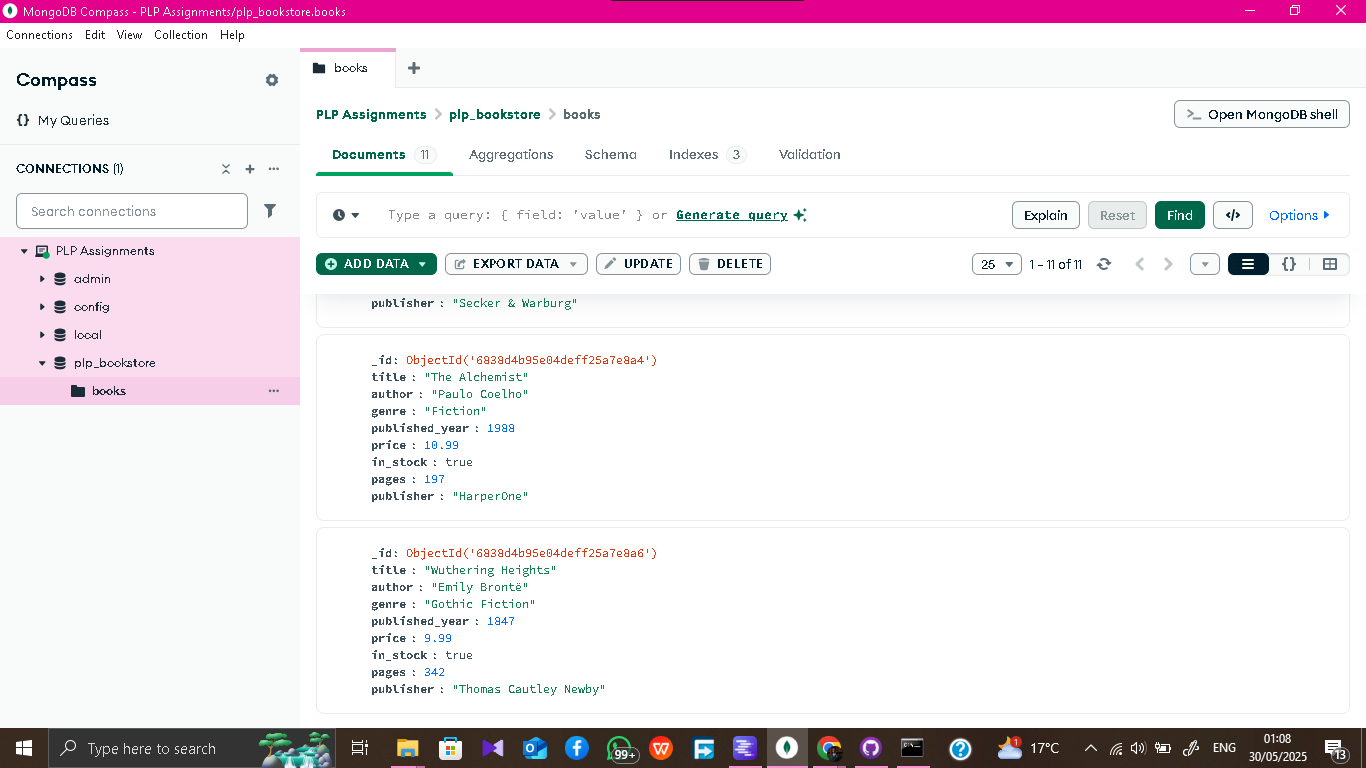 MongoDB Compass - PLP Assignments/plp_bookstore.books
Connections Edit View Collection Help
Compass
My Queries
CONNECTIONS (1)
Search connections
PLP Assignments
admin
config
local
plp_bookstore
books
books
PLP Assignments > plp_bookstore > books
Open MongoDB shell
Documents 11 Aggregations Schema Indexes 3 Validation
Type a query: { field: 'value' } or Generate query
Explain Reset Find </> Options
ADD DATA EXPORT DATA UPDATE DELETE
25 1 – 11 of 11
publisher : "Secker & Warburg"
_id: ObjectId('6838d4b95e04deff25a7e8a4')
title : "The Alchemist"
author : "Paulo Coelho"
genre : "Fiction"
published_year : 1988
price : 10.99
in_stock : true
pages : 197
publisher : "HarperOne"
_id: ObjectId('6838d4b95e04deff25a7e8a6')
title : "Wuthering Heights"
author : "Emily Brontë"
genre : "Gothic Fiction"
published_year : 1847
price : 9.99
in_stock : true
pages : 342
publisher : "Thomas Cautley Newby"
Type here to search
99+
1
17°C
ENG
01:08
30/05/2025
13